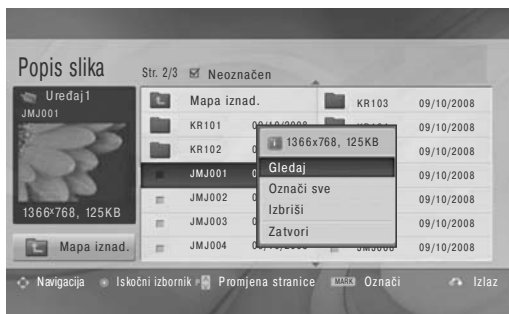 Popis slika
Str. 2/3
Neoznačen
Uređaj1
JMJ001
1366x768, 125KB
Mapa iznad.
Mapa iznad.
KR103 09/10/2008
KR101
09/10/2008
KR102
09/10/2008
JMJ001
09/10/2008
JMJ002
09/10/2008
JMJ003
09/10/2008
JMJ004
09/10/2008
1366x768, 125KB
Gledaj
Označi sve
Izbriši
Zatvori
Navigacija
Iskočni izbornik
Promjena stranice
MARK Označi
Izlaz